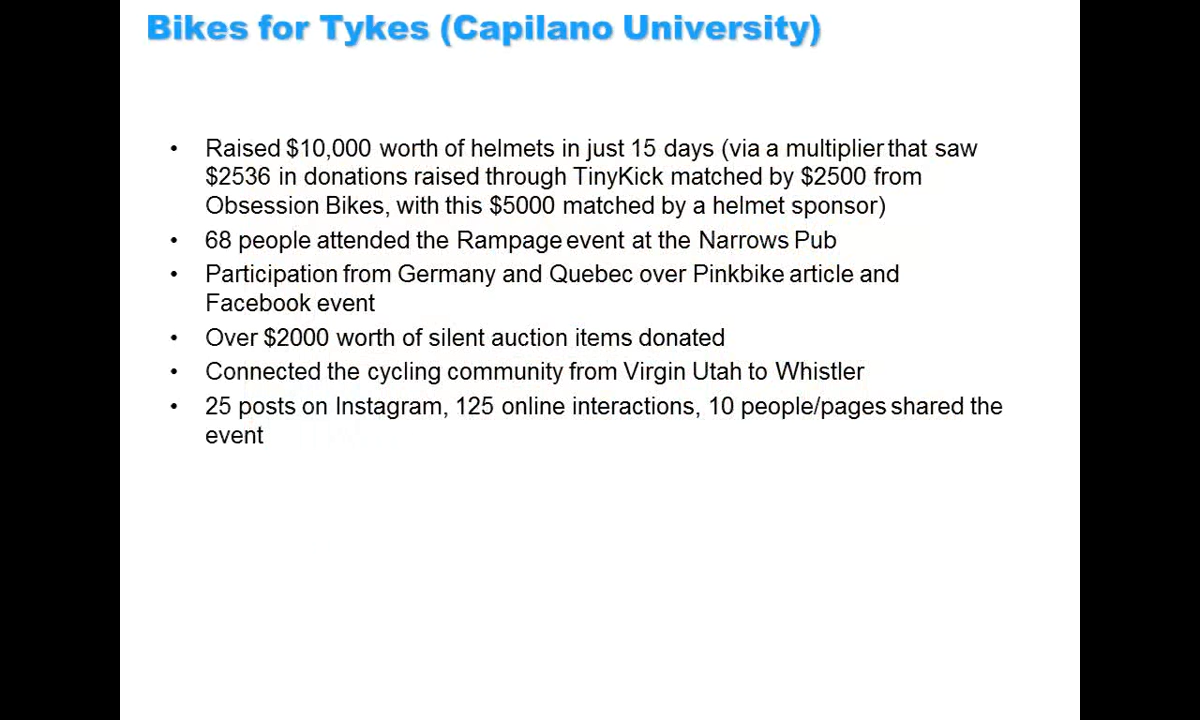 Bikes for Tykes (Capilano University)
• Raised $10,000 worth of helmets in just 15 days (via a multiplier that saw
$2536 in donations raised through TinyKick matched by $2500 from
Obsession Bikes, with this $5000 matched by a helmet sponsor)
• 68 people attended the Rampage event at the Narrows Pub
• Participation from Germany and Quebec over Pinkbike article and
Facebook event
• Over $2000 worth of silent auction items donated
• Connected the cycling community from Virgin Utah to Whistler
• 25 posts on Instagram, 125 online interactions, 10 people/pages shared the
event